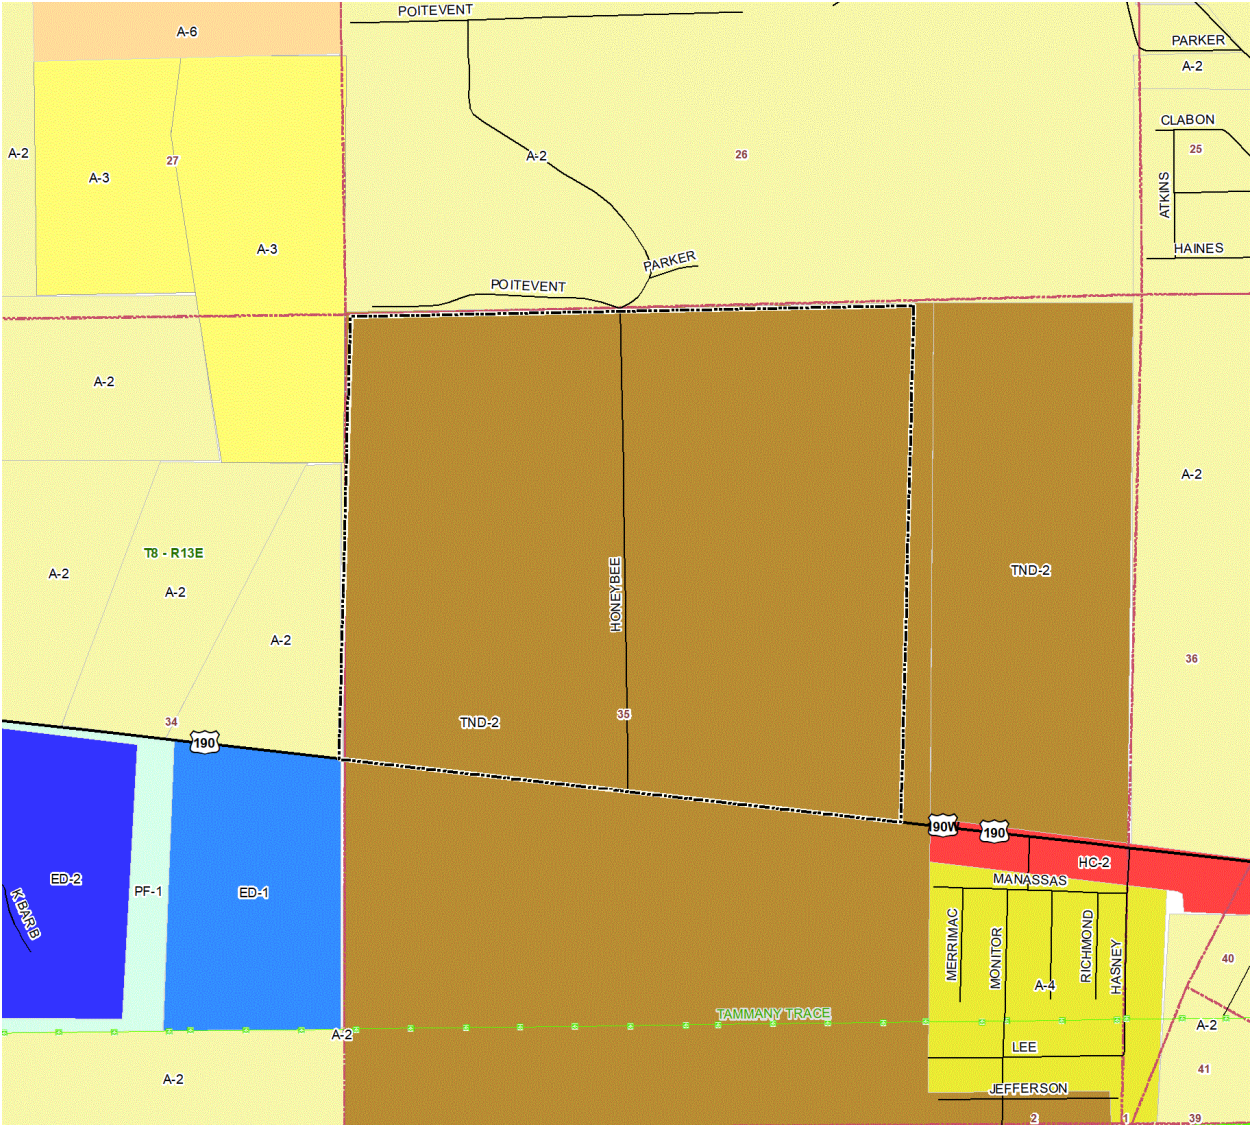 POITEVENT
A-6
PARKER
A-2
CLABON
25
A-2
27
A-2
26
A-3
ATKINS
A-3
HAINES
PARKER
POITEVENT
A-2
A-2
T8 - R13E
A-2
A-2
HONEYBEE
TND-2
A-2
36
34
TND-2
35
190
190W
190
HC-2
ED-2
PF-1
ED-1
MANASSAS
K BAR B
MERRIMAC
MONITOR
RICHMOND
HASNEY
A-4
40
TAMMANY TRACE
A-2
A-2
LEE
41
A-2
JEFFERSON
2
1
39